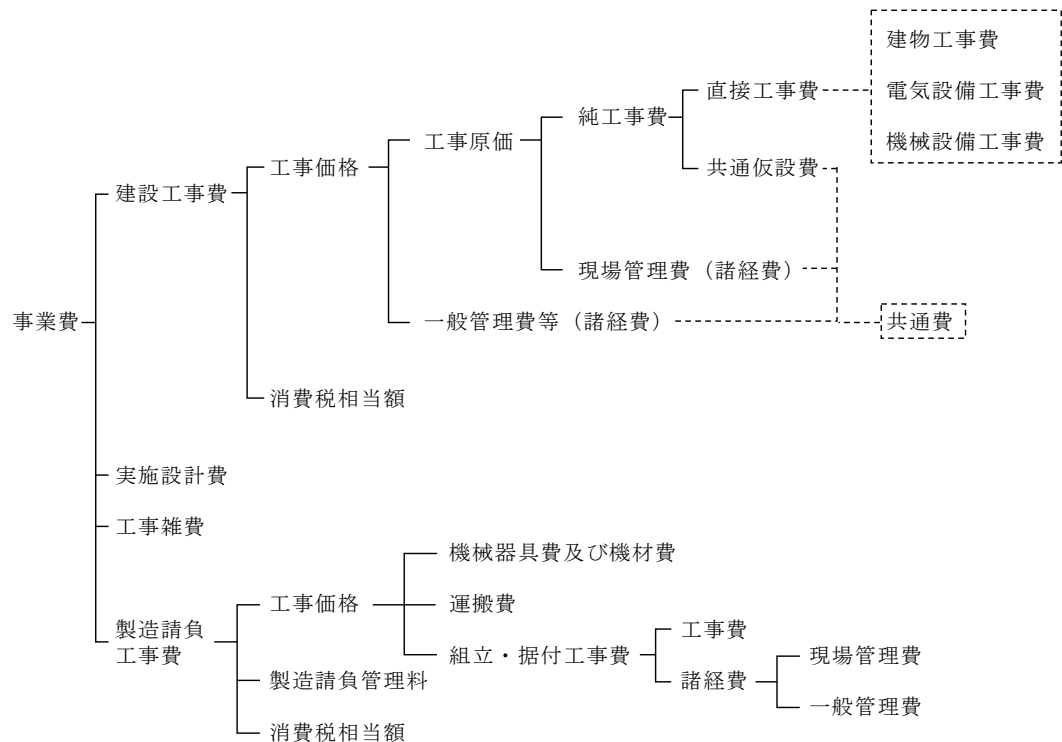 建物工事費
直接工事費
電気設備工事費
純工事費
工事原価
機械設備工事費
工事価格
共通仮設費
建設工事費
現場管理費(諸経費)
事業費
一般管理費等(諸経費)
共通費
消費税相当額
実施設計費
工事雑費
機械器具費及び機材費
工事価格
運搬費
製造請負
工事費
工事費
組立・据付工事費
現場管理費
諸経費
製造請負管理料
一般管理費
消費税相当額